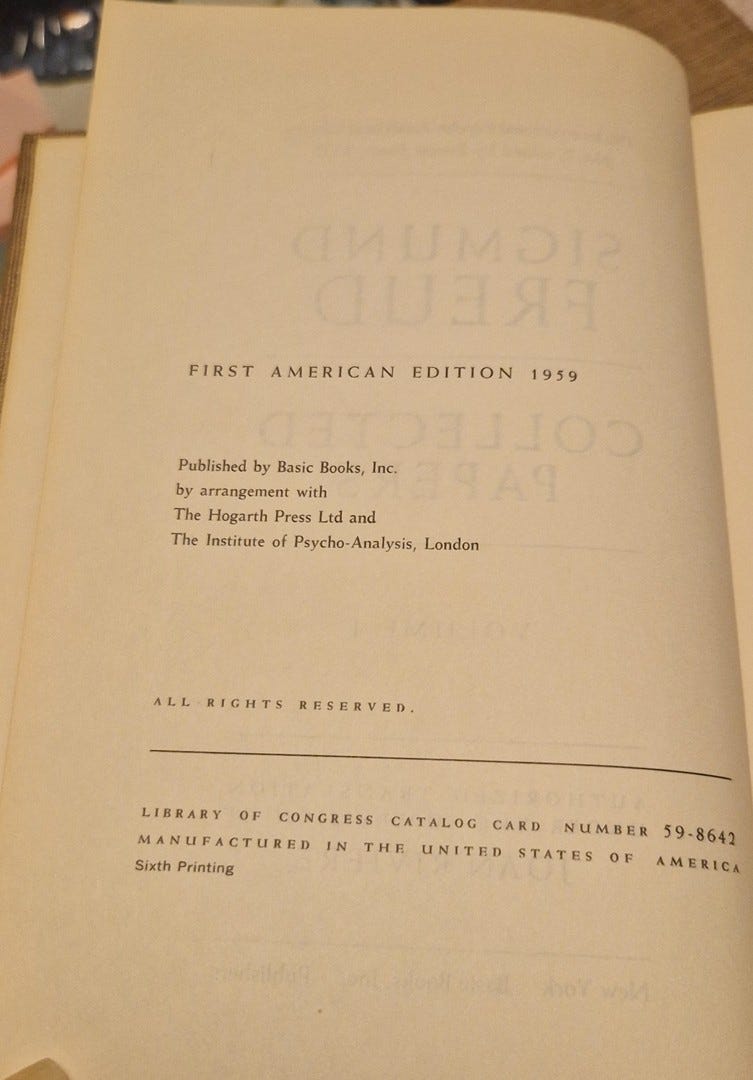 FIRST AMERICAN EDITION 1959
Published by Basic Books, Inc.
by arrangement with
The Hogarth Press Ltd and
The Institute of Psycho-Analysis, London
ALL RIGHTS RESERVED.
LIBRARY OF CONGRESS CATALOG CARD NUMBER 59-8642
MANUFACTURED IN THE UNITED STATES OF AMERICA
Sixth Printing